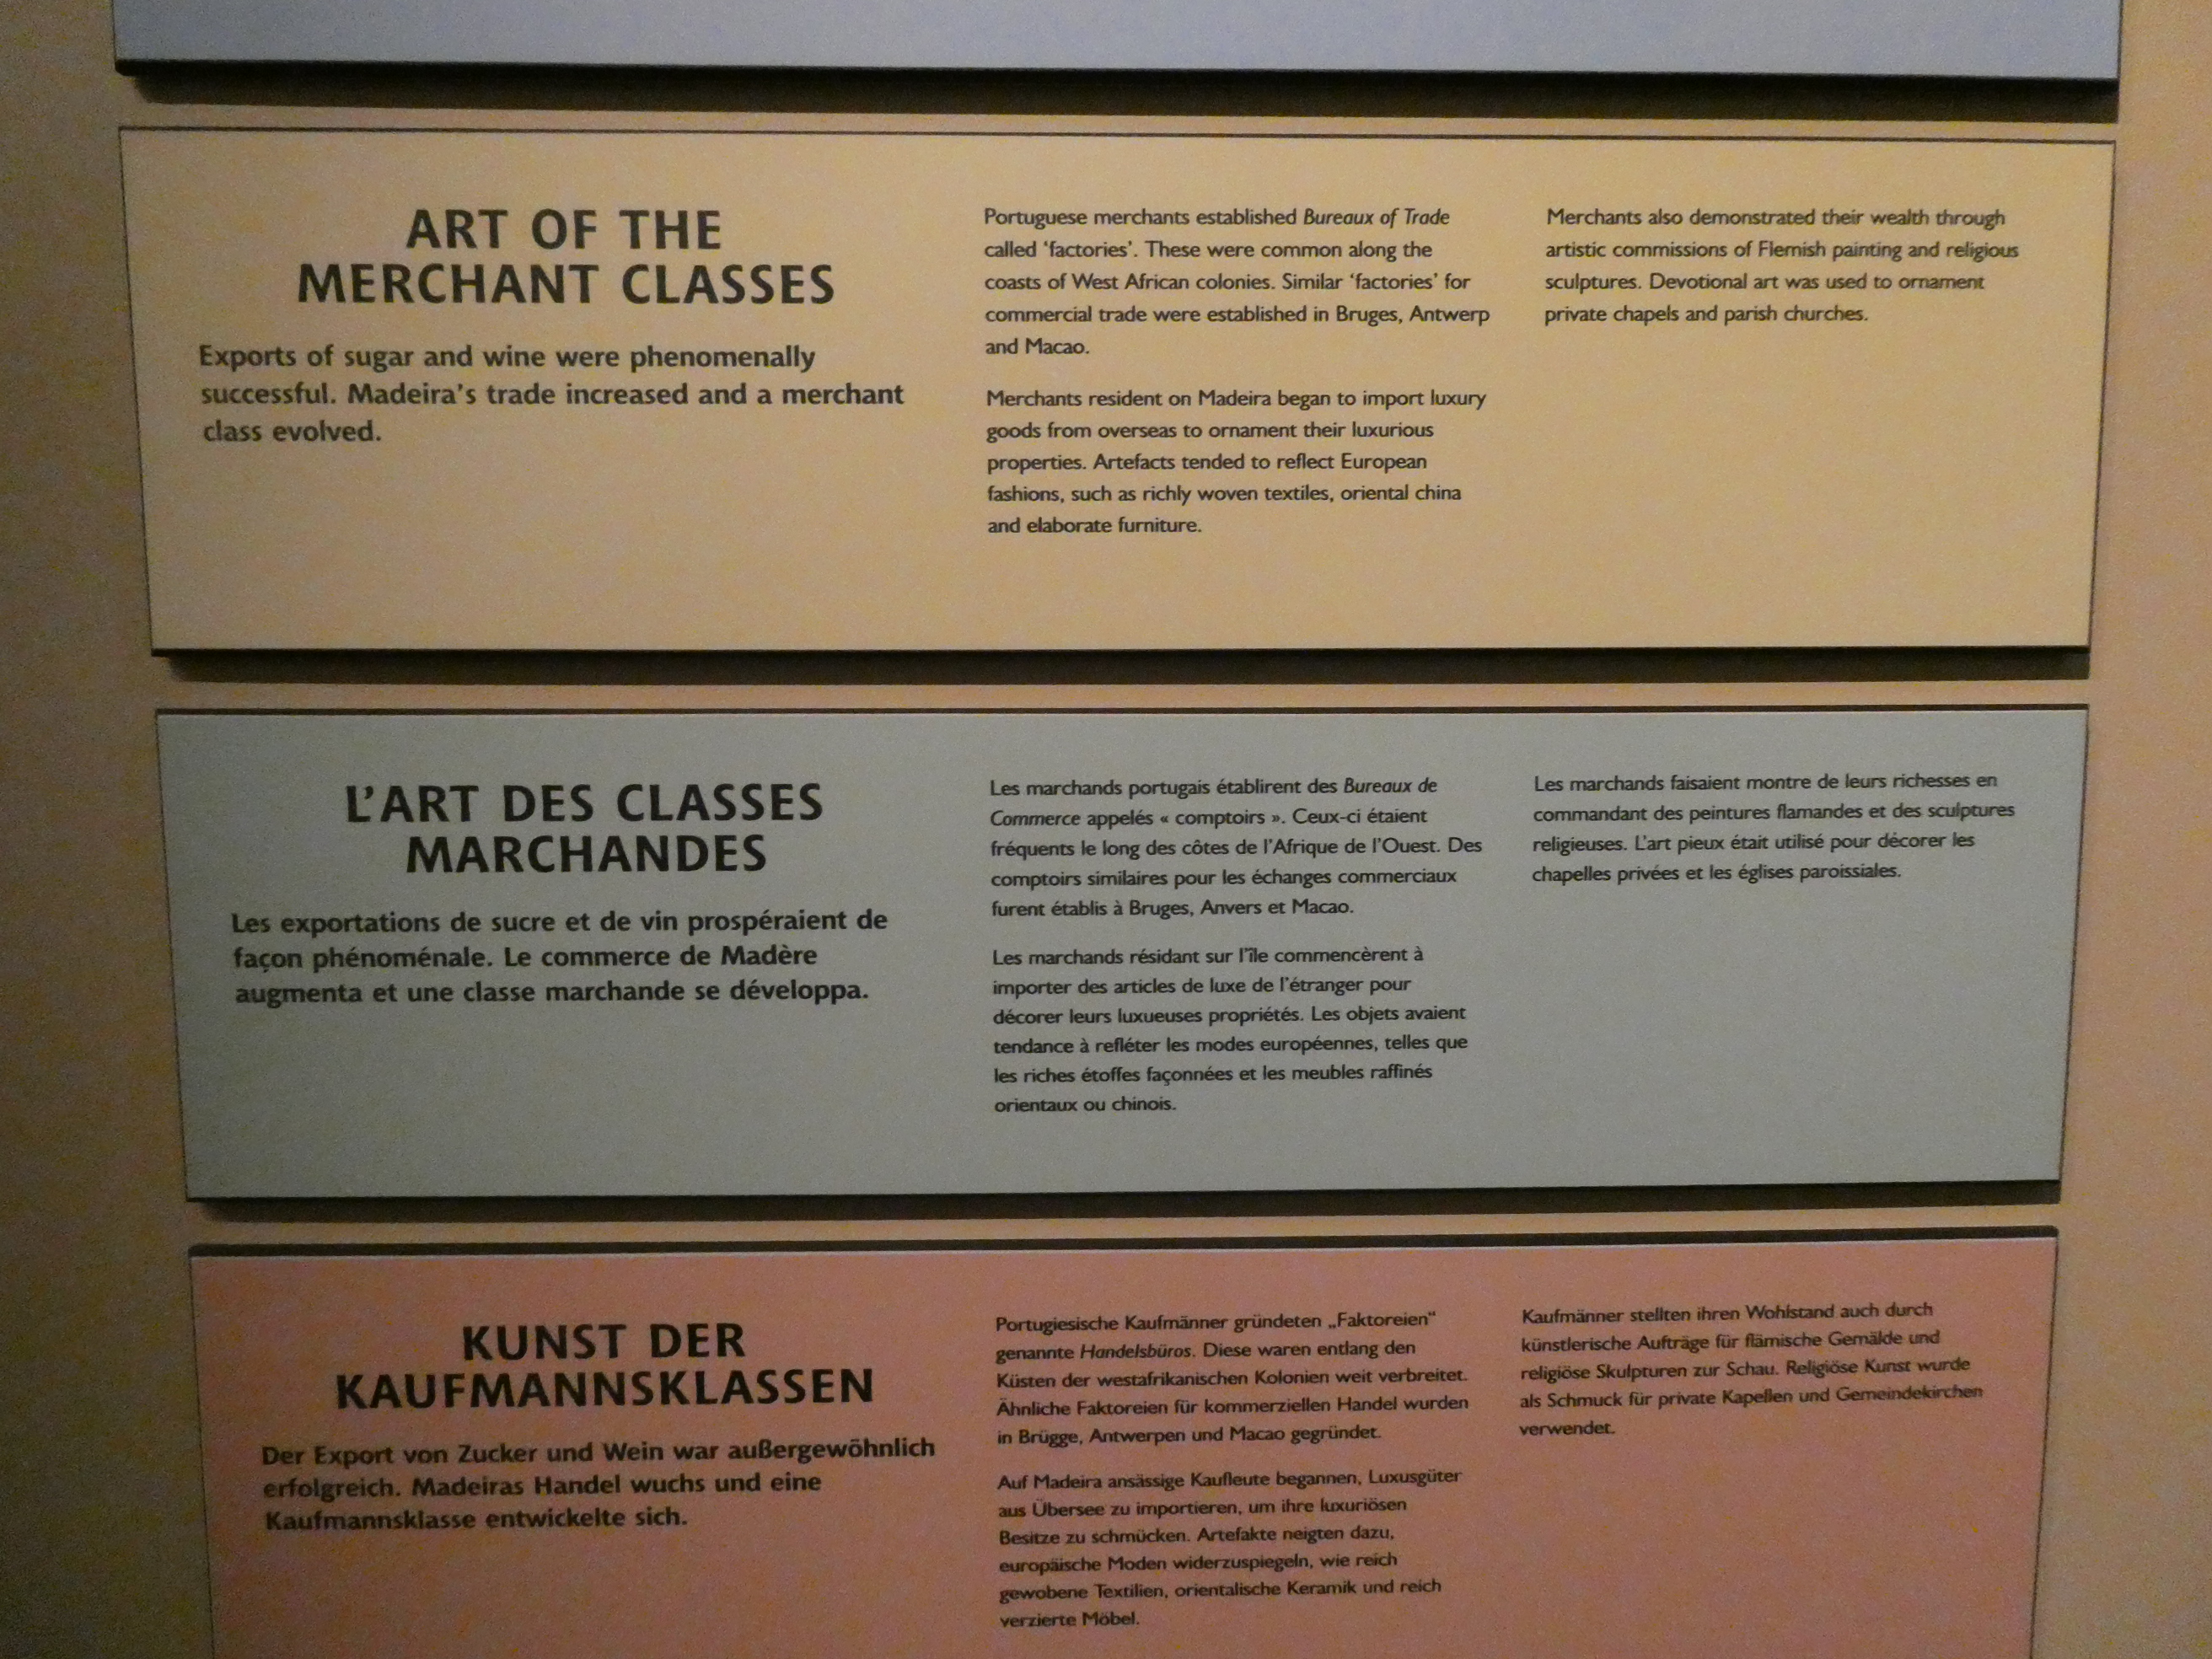 ART OF THE
MERCHANT CLASSES
Exports of sugar and wine were phenomenally
successful. Madeira's trade increased and a merchant
class evolved.
Portuguese merchants established Bureaux of Trade
called ‘factories’. These were common along the
coasts of West African colonies. Similar ‘factories’ for
commercial trade were established in Bruges, Antwerp
and Macao.
Merchants resident on Madeira began to import luxury
goods from overseas to ornament their luxurious
properties. Artefacts tended to reflect European
fashions, such as richly woven textiles, oriental china
and elaborate furniture.
Merchants also demonstrated their wealth through
artistic commissions of Flemish painting and religious
sculptures. Devotional art was used to ornament
private chapels and parish churches.
L'ART DES CLASSES
MARCHANDES
Les exportations de sucre et de vin prospéraient de
façon phénoménale. Le commerce de Madère
augmenta et une classe marchande se développa.
Les marchands portugais établirent des Bureaux de
Commerce appelés « comptoirs ». Ceux-ci étaient
fréquents le long des côtes de l'Afrique de l'Ouest. Des
comptoirs similaires pour les échanges commerciaux
furent établis à Bruges, Anvers et Macao.
Les marchands résidant sur l'île commencèrent à
importer des articles de luxe de l'étranger pour
décorer leurs luxueuses propriétés. Les objets avaient
tendance à refléter les modes européennes, telles que
les riches étoffes façonnées et les meubles raffinés
orientaux ou chinois.
Les marchands faisaient montre de leurs richesses en
commandant des peintures flamandes et des sculptures
religieuses. L'art pieux était utilisé pour décorer les
chapelles privées et les églises paroissiales.
KUNST DER
KAUFMANNSKLASSEN
Der Export von Zucker und Wein war außergewöhnlich
erfolgreich. Madeiras Handel wuchs und eine
Kaufmannsklasse entwickelte sich.
Portugiesische Kaufmänner gründeten „Faktoreien“
genannte Handelsbüros. Diese waren entlang den
Küsten der westafrikanischen Kolonien weit verbreitet.
Ähnliche Faktoreien für kommerziellen Handel wurden
in Brügge, Antwerpen und Macao gegründet.
Auf Madeira ansässige Kaufleute begannen, Luxusgüter
aus Übersee zu importieren, um ihre luxuriösen
Besitze zu schmücken. Artefakte neigten dazu,
europäische Moden widerzuspiegeln, wie reich
gewobene Textilien, orientalische Keramik und reich
verzierte Möbel.
Kaufmänner stellten ihren Wohlstand auch durch
künstlerische Aufträge für flämische Gemälde und
religiöse Skulpturen zur Schau. Religiöse Kunst wurde
als Schmuck für private Kapellen und Gemeindekirchen
verwendet.